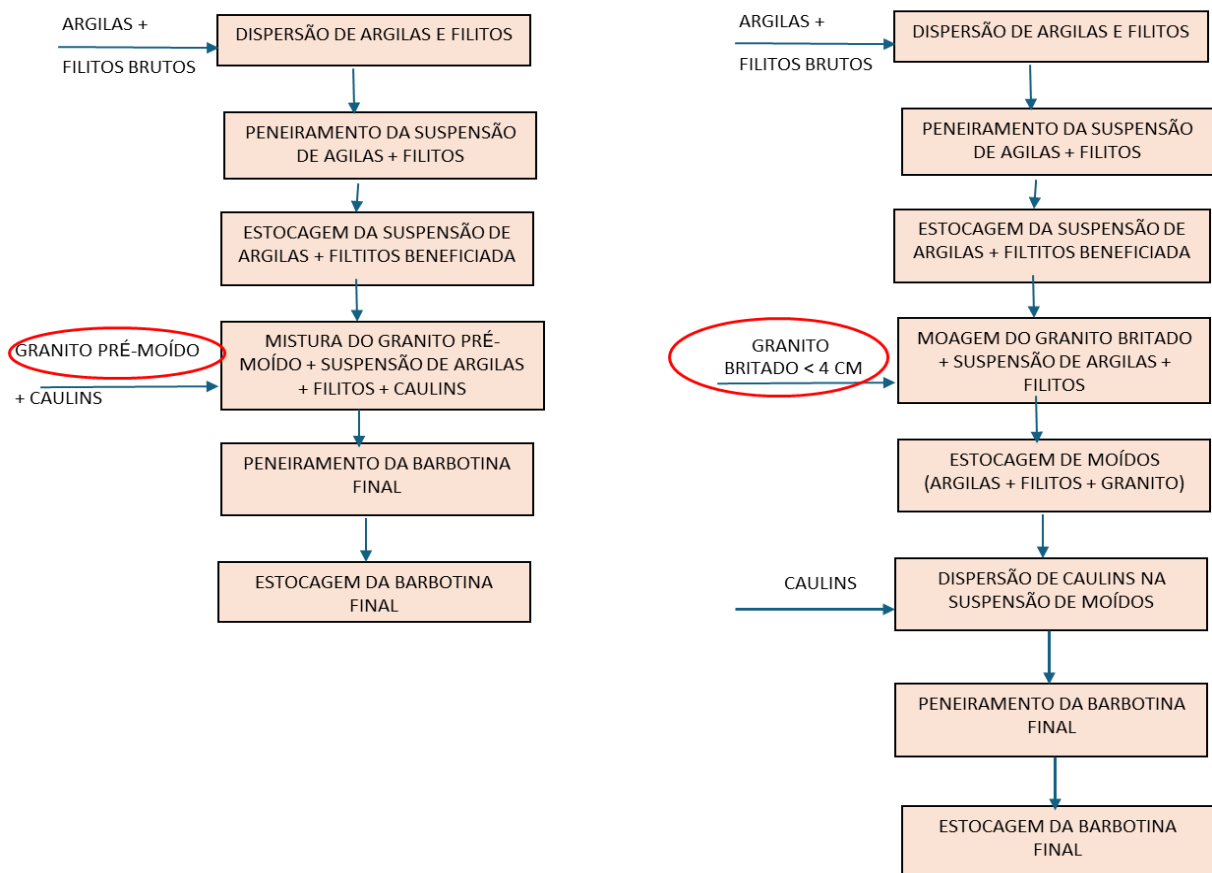 ARGILAS +
FILITOS BRUTOS
DISPERSÃO DE ARGILAS E FILITOS
PENEIRAMENTO DA SUSPENSÃO
DE AGILAS + FILITOS
ESTOCAGEM DA SUSPENSÃO DE
ARGILAS + FILTITOS BENEFICIADA
GRANITO PRÉ-MOÍDO
+ CAULINS
MISTURA DO GRANITO PRÉ-
MOÍDO + SUSPENSÃO DE ARGILAS
+ FILITOS + CAULINS
PENEIRAMENTO DA BARBOTINA
FINAL
ESTOCAGEM DA BARBOTINA
FINAL
ARGILAS +
FILITOS BRUTOS
DISPERSÃO DE ARGILAS E FILITOS
PENEIRAMENTO DA SUSPENSÃO
DE AGILAS + FILITOS
ESTOCAGEM DA SUSPENSÃO DE
ARGILAS + FILTITOS BENEFICIADA
GRANITO
BRITADO < 4 CM
MOAGEM DO GRANITO BRITADO
+ SUSPENSÃO DE ARGILAS +
FILITOS
ESTOCAGEM DE MOÍDOS
(ARGILAS + FILITOS + GRANITO)
CAULINS
DISPERSÃO DE CAULINS NA
SUSPENSÃO DE MOÍDOS
PENEIRAMENTO DA BARBOTINA
FINAL
ESTOCAGEM DA BARBOTINA
FINAL